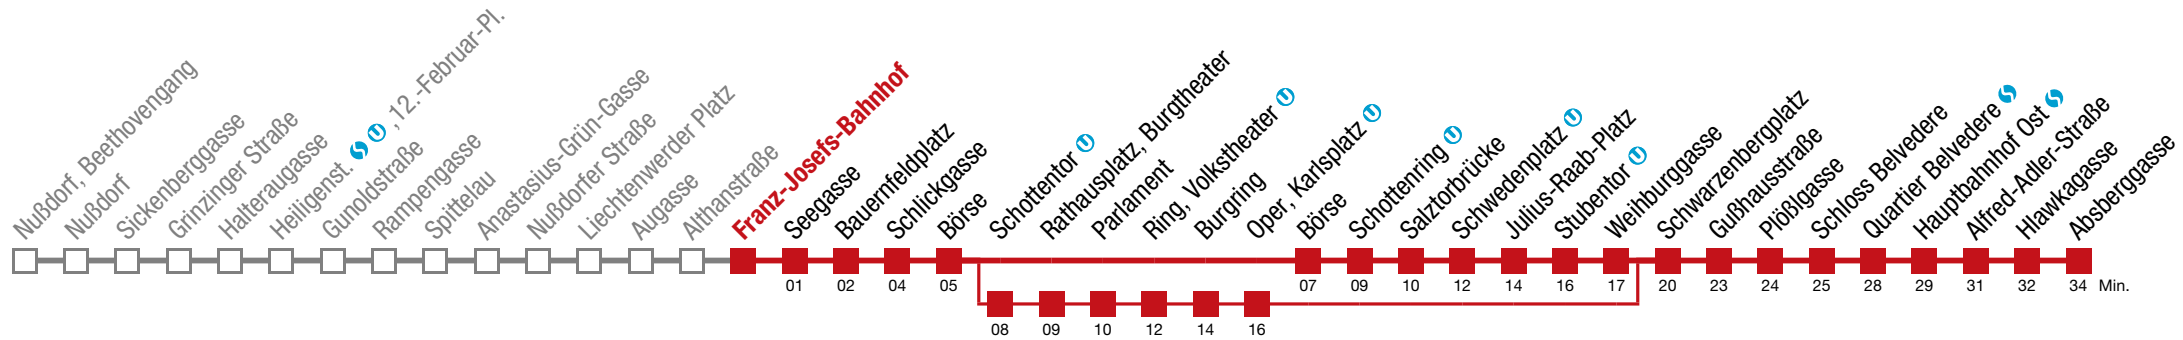 Nußdorf, Beethovengang
Nußdorf
Sickenberggasse
Grinzinger Straße
Halteraugasse
Heiligenst. S U , 12.-Februar-Pl.
Gunoldstraße
Rampengasse
Spittelau
Anastasius-Grün-Gasse
Nußdorfer Straße
Liechtenwerder Platz
Augasse
Althanstraße
Franz-Josefs-Bahnhof
Seegasse
Bauernfeldplatz
Schlickgasse
Börse
Schottentor U
Rathausplatz, Burgtheater
Parlament
Ring, Volkstheater U
Burgring
Oper, Karlsplatz U
Börse
Schottenring U
Salztorbrücke
Schwedenplatz U
Julius-Raab-Platz
Stubentor U
Weihburggasse
Schwarzenbergplatz
Gußhausstraße
Plößlgasse
Schloss Belvedere
Quartier Belvedere S
Hauptbahnhof Ost S
Alfred-Adler-Straße
Hlawkagasse
Absberggasse
01 02 04 05 07 09 10 12 14 16 17 20 23 24 25 28 29 31 32 34 Min.
08 09 10 12 14 16